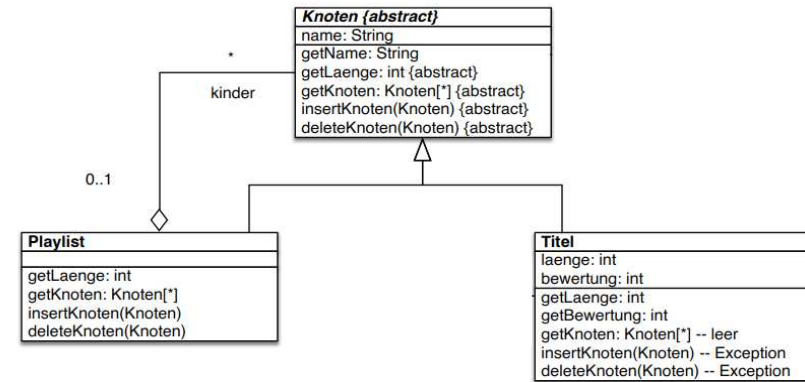 Knoten {abstract}
name: String
getName: String
getLaenge: int {abstract}
getKnoten: Knoten[*] {abstract}
insertKnoten(Knoten) {abstract}
deleteKnoten(Knoten) {abstract}
*
kinder
0..1
Playlist
getLaenge: int
getKnoten: Knoten[*]
insertKnoten(Knoten)
deleteKnoten(Knoten)
Titel
laenge: int
bewertung: int
getLaenge: int
getBewertung: int
getKnoten: Knoten[*] -- leer
insertKnoten(Knoten) -- Exception
deleteKnoten(Knoten) -- Exception